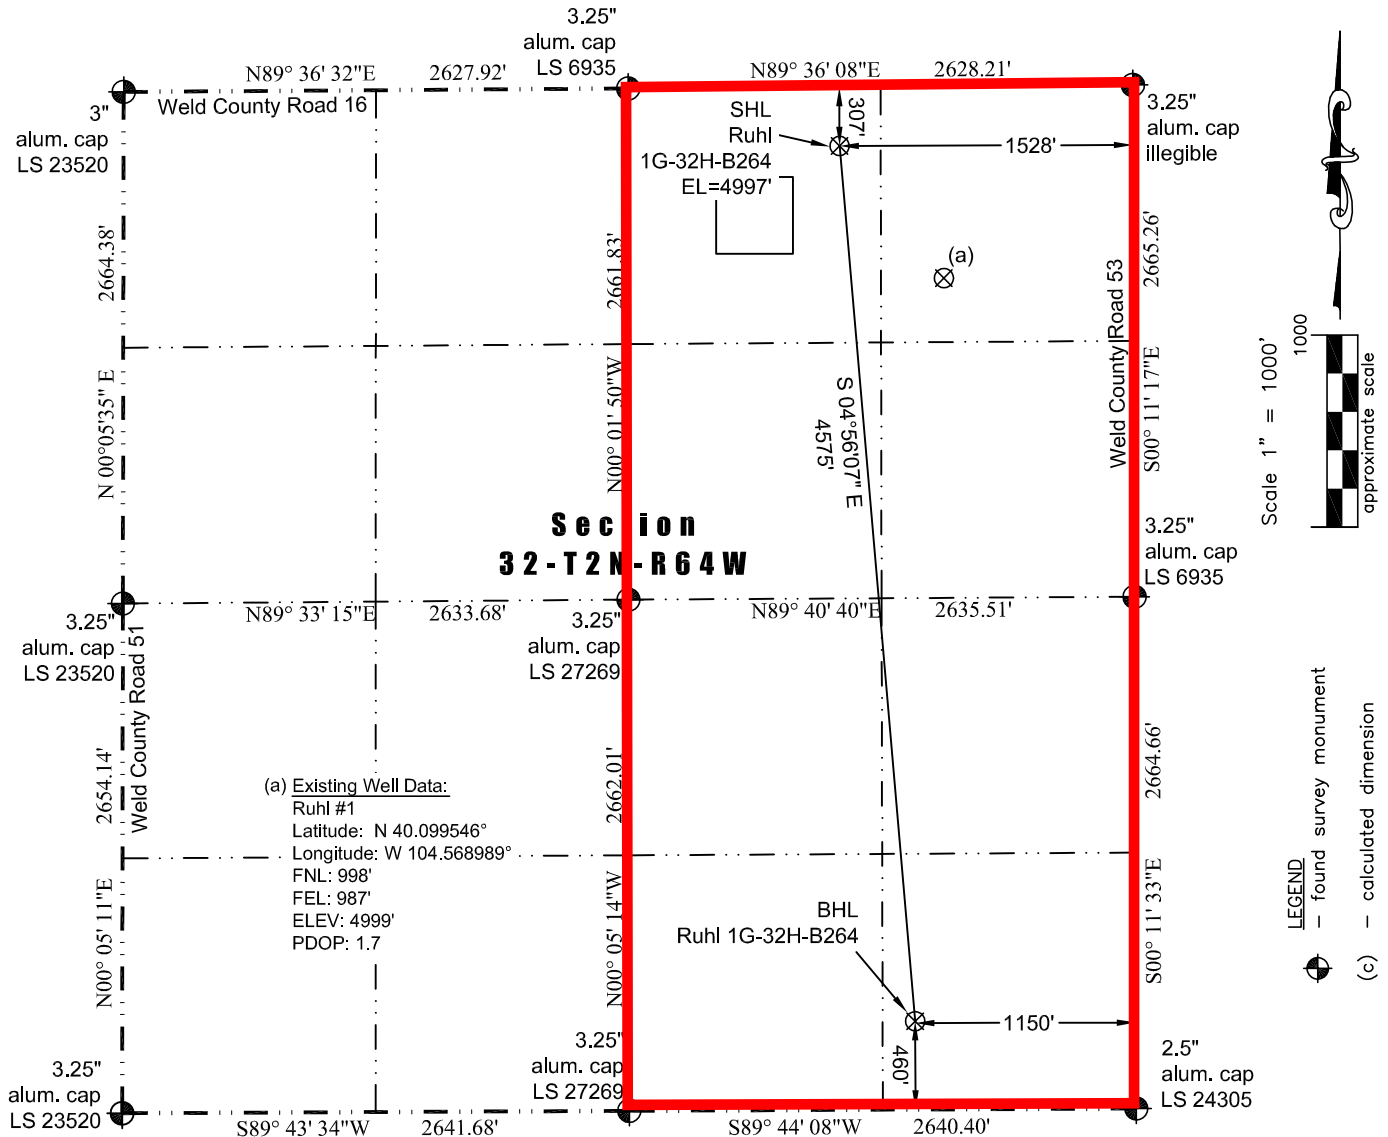 3.25"
alum. cap
LS 6935
N89° 36' 32"E
2627.92'
N89° 36' 08"E
2628.21'
Weld County Road 16
3"
alum. cap
LS 23520
SHL
Ruhl
1G-32H-B264
EL=4997'
307'
1528'
3.25"
alum. cap
illegible
(a)
2664.38'
2661.83'
2665.26'
Weld County Road 53
N 00°05'35" E
N00° 01' 50"W
S 04°56'07" E
4575'
S00° 11' 17"E
1000
Scale 1" = 1000'
approximate scale
Sec ion
32-T2N-R64W
3.25"
alum. cap
LS 6935
N89° 33' 15"E
2633.68'
N89° 40' 40"E
2635.51'
3.25"
alum. cap
LS 23520
3.25"
alum. cap
LS 27269
Weld County Road 51
2654.14'
2662.01'
2664.66'
(a) Existing Well Data:
Ruhl #1
Latitude: N 40.099546°
Longitude: W 104.568989°
FNL: 998'
FEL: 987'
ELEV: 4999'
PDOP: 1.7
N00° 05' 11"E
N00° 05' 14"W
S00° 11' 33"E
BHL
Ruhl 1G-32H-B264
1150'
460'
LEGEND
– found survey monument
(c) – calculated dimension
3.25"
alum. cap
LS 23520
3.25"
alum. cap
LS 27269
2.5"
alum. cap
LS 24305
S89° 43' 34"W
2641.68'
S89° 44' 08"W
2640.40'